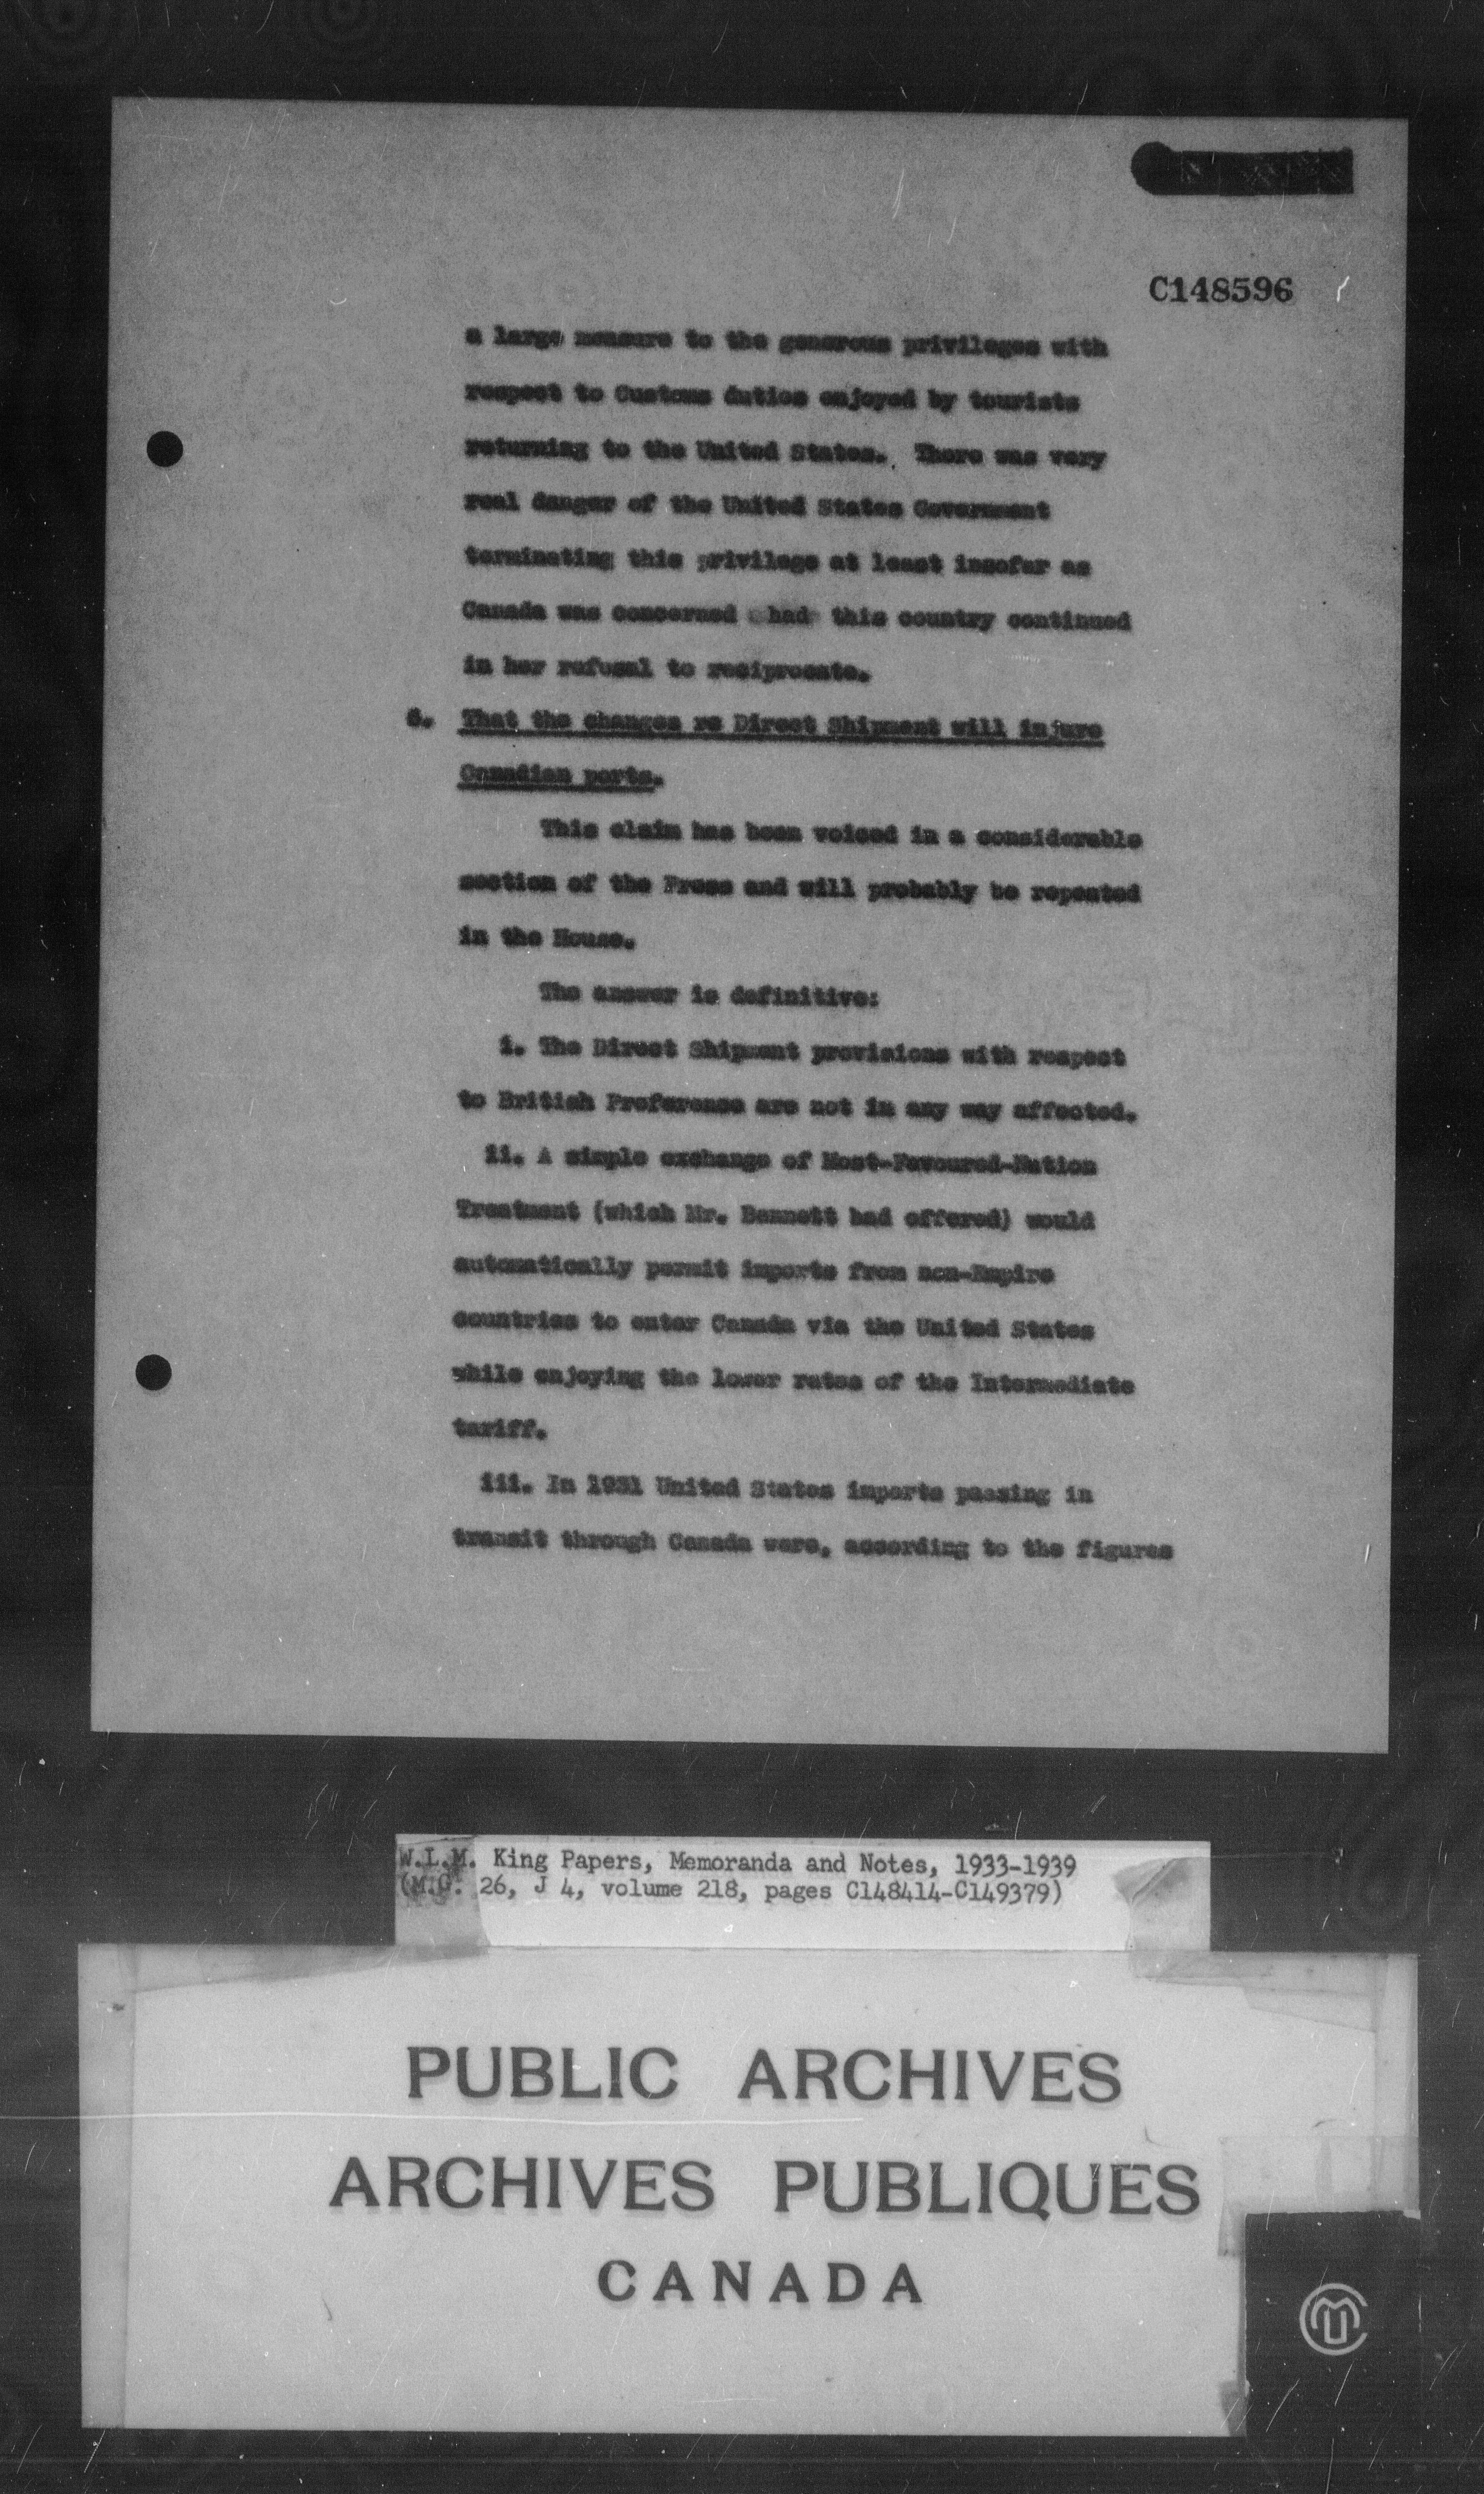 C148596
a large measure to the generous privileges with
respect to Customs duties enjoyed by tourists
returning to the United States. There was very
real danger of the United States Government
terminating this privilege at least insofar as
Canada was concerned had this country continued
in her refusal to reciprocate.
6. That the changes re Direct Shipment will injure
Canadian ports.
This claim has been voiced in a considerable
section of the Press and will probably be repeated
in the House.
The answer is definitive:
i. The Direct Shipment provisions with respect
to British Preference are not in any way affected.
ii. A simple exchange of Most-Favoured-Nation
Treatment (which Mr. Bennett had offered) would
automatically permit imports from non-Empire
countries to enter Canada via the United States
while enjoying the lower rates of the Intermediate
tariff.
iii. In 1931 United States imports passing in
transit through Canada were, according to the figures
W.L.M. King Papers, Memoranda and Notes, 1933-1939
(M.G. 26, J 4, volume 218, pages C148414-C149379)
PUBLIC ARCHIVES
ARCHIVES PUBLIQUES
CANADA